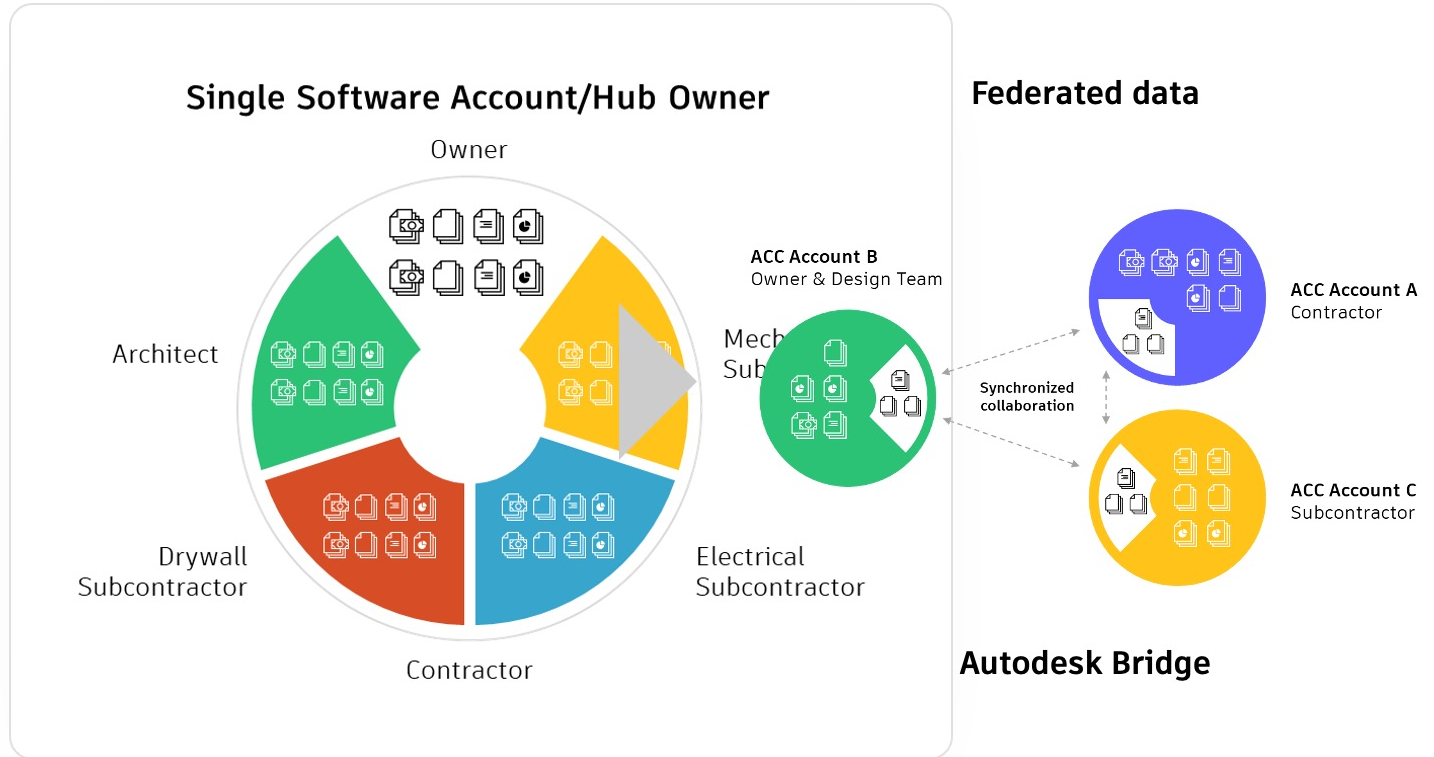 Single Software Account/Hub Owner
Owner
Architect
Drywall
Subcontractor
Contractor
Electrical
Subcontractor
Federated data
ACC Account B
Owner & Design Team
ACC Account A
Contractor
Synchronized
collaboration
ACC Account C
Subcontractor
Autodesk Bridge